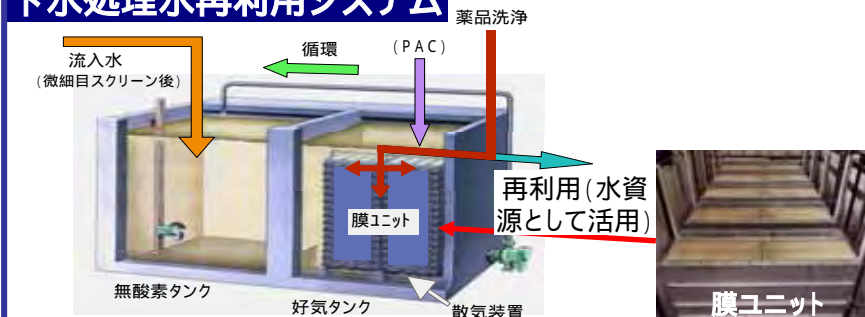 下水処理水再利用システム
薬品洗浄
流入水
(微細目スクリーン後)
循環
(PAC)
再利用(水資
源として活用)
膜ユニット
無酸素タンク
好気タンク
散気装置
膜ユニット